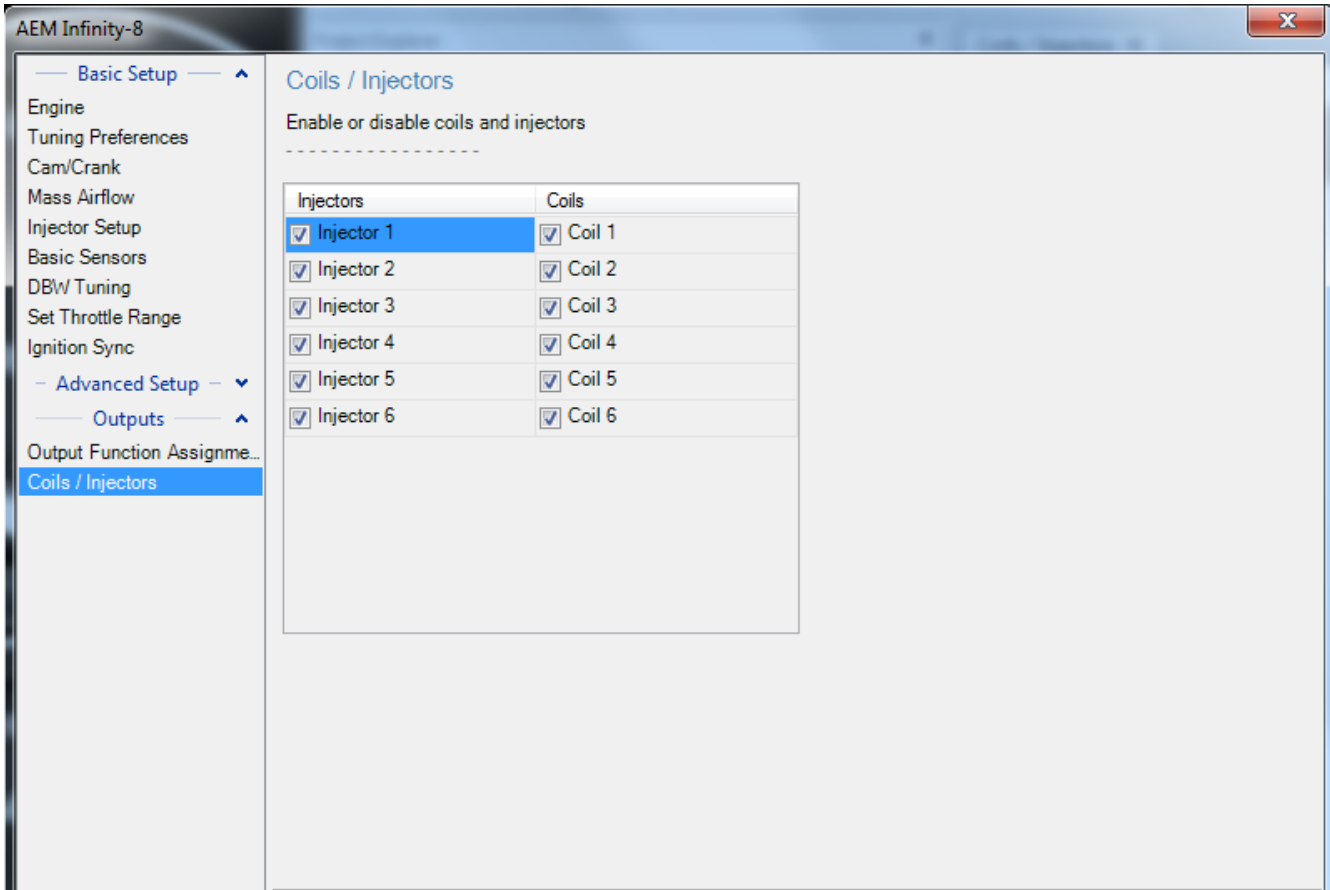 AEM Infinity-8
Basic Setup
Engine
Tuning Preferences
Cam/Crank
Mass Airflow
Injector Setup
Basic Sensors
DBW Tuning
Set Throttle Range
Ignition Sync
Advanced Setup
Outputs
Output Function Assignme...
Coils / Injectors
Coils / Injectors
Enable or disable coils and injectors
- - - - - - - - - - - - - - - - -
Injectors Coils
Injector 1 Coil 1
Injector 2 Coil 2
Injector 3 Coil 3
Injector 4 Coil 4
Injector 5 Coil 5
Injector 6 Coil 6